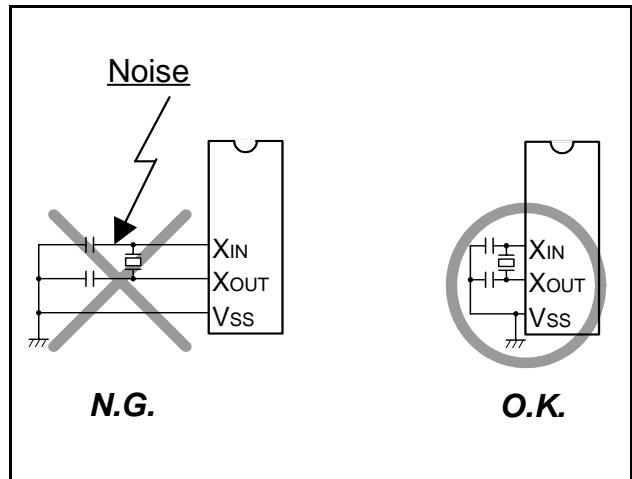 Noise
XIN
XOUT
VSS
N.G.
XIN
XOUT
VSS
O.K.